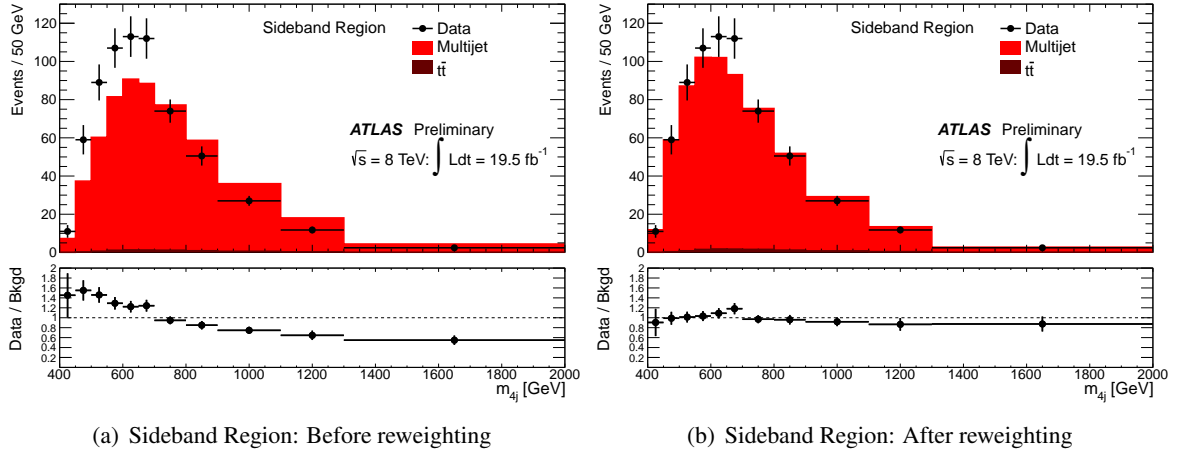 Events / 50 GeV
120
100
80
60
40
20
0
Sideband Region
Data
Multijet
tt̄
ATLAS Preliminary
√s = 8 TeV: ∫ Ldt = 19.5 fb⁻¹
Data / Bkgd
2
1.8
1.6
1.4
1.2
1
0.8
0.6
0.4
0.2
400 600 800 1000 1200 1400 1600 1800 2000
m4j [GeV]
(a) Sideband Region: Before reweighting
Events / 50 GeV
120
100
80
60
40
20
0
Sideband Region
Data
Multijet
tt̄
ATLAS Preliminary
√s = 8 TeV: ∫ Ldt = 19.5 fb⁻¹
Data / Bkgd
2
1.8
1.6
1.4
1.2
1
0.8
0.6
0.4
0.2
400 600 800 1000 1200 1400 1600 1800 2000
m4j [GeV]
(b) Sideband Region: After reweighting